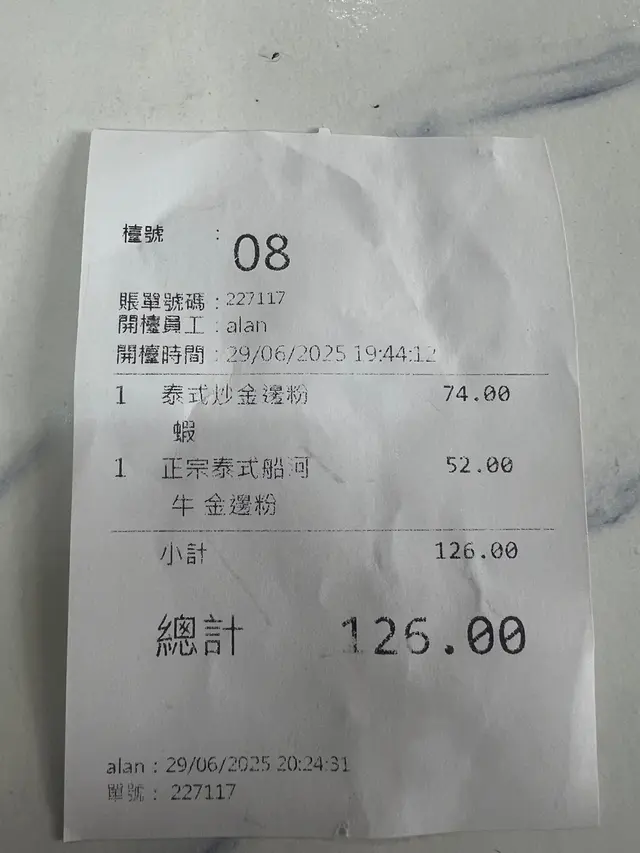 檯號 : 08
賬單號碼 : 227117
開檯員工 : alan
開檯時間 : 29/06/2025 19:44:12
1 泰式炒金邊粉 74.00
蝦
1 正宗泰式船河 52.00
牛 金邊粉
小計 126.00
總計 126.00
alan : 29/06/2025 20:24:31
單號 : 227117